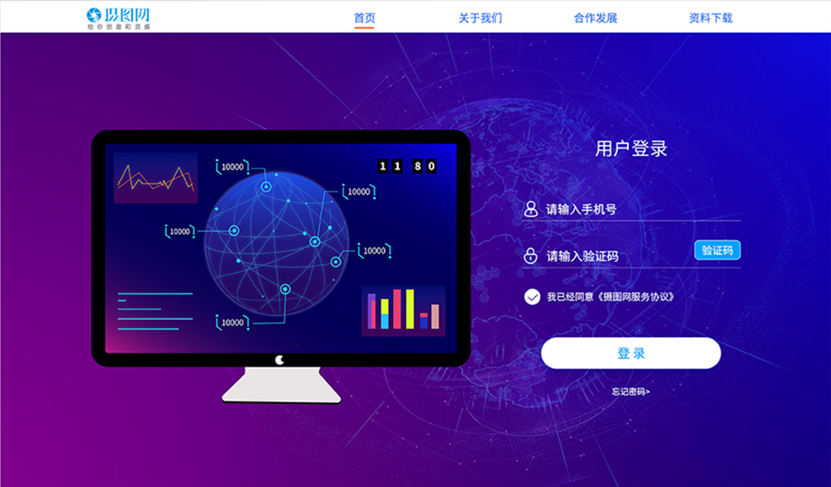 摄图网
给你创意和灵感
首页
关于我们
合作发展
资料下载
10000
11 80
10000
10000
10000
10000
用户登录
请输入手机号
请输入验证码
验证码
我已经同意《摄图网服务协议》
登录
忘记密码>